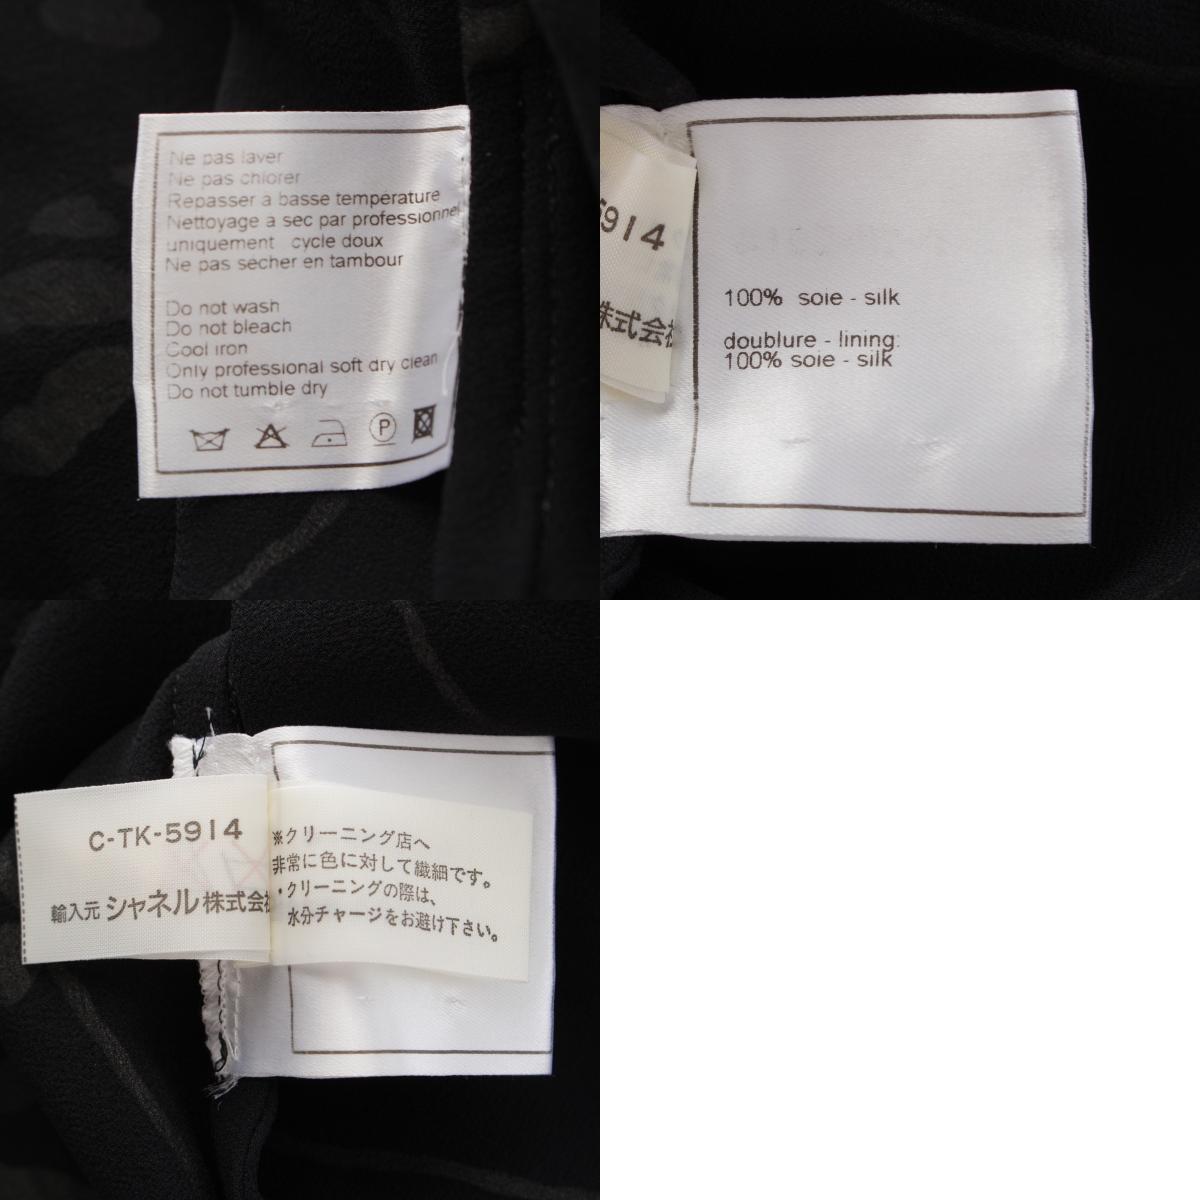 Ne pas laver
Ne pas chlorer
Repasser a basse température
Nettoyage a sec par professionnel
uniquement cycle doux
Ne pas sécher en tambour
Do not wash
Do not bleach
Cool iron
Only professional soft dry clean
Do not tumble dry
P
5914
株式会
100% soie - silk
doublure - lining:
100% soie - silk
C-TK-5914
輸入元 シャネル 株式会
※クリーニング店へ
非常に色に対して繊細です。
・クリーニングの際は、
水分チャージをお避け下さい。